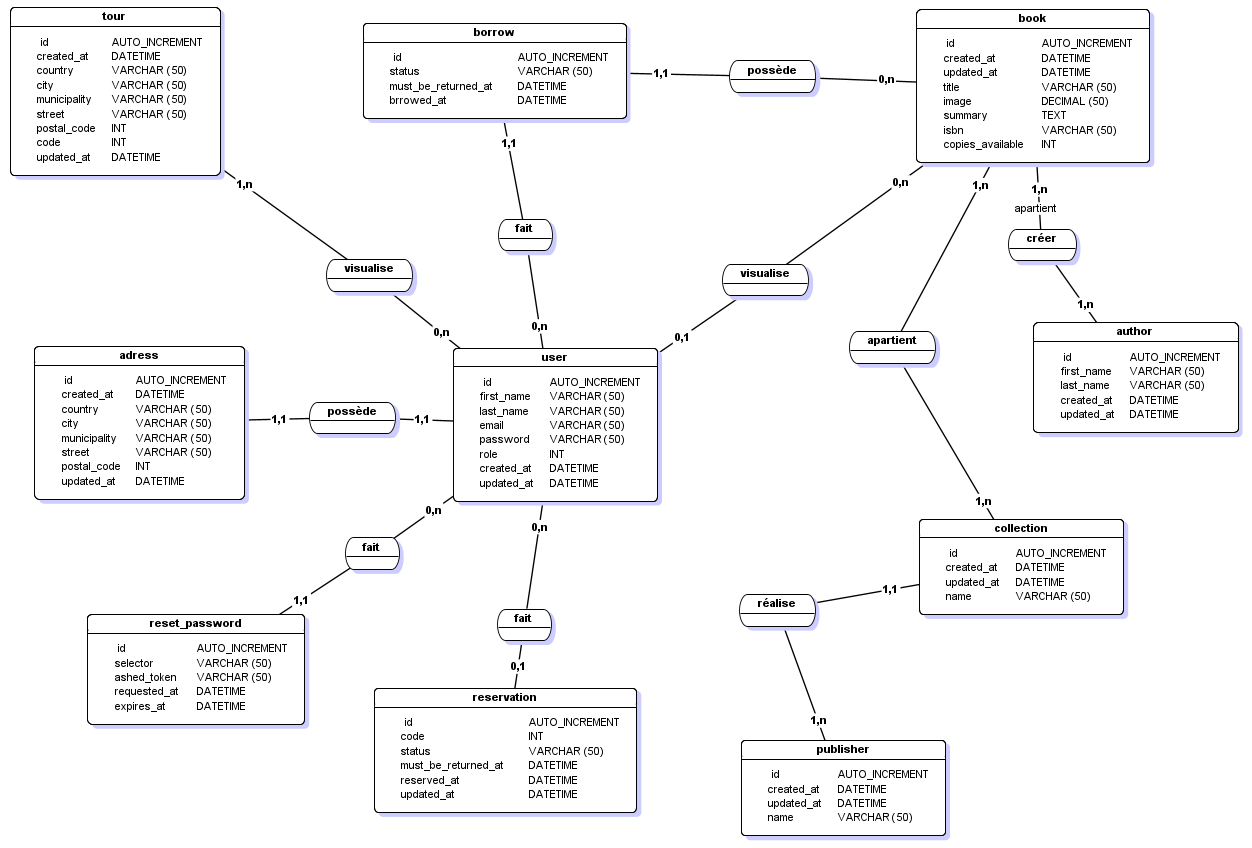 tour
id AUTO_INCREMENT
created_at DATETIME
country VARCHAR (50)
city VARCHAR (50)
municipality VARCHAR (50)
street VARCHAR (50)
postal_code INT
code INT
updated_at DATETIME
borrow
id AUTO_INCREMENT
status VARCHAR (50)
must_be_returned_at DATETIME
brrowed_at DATETIME
1,1
possède
0,n
book
id AUTO_INCREMENT
created_at DATETIME
updated_at DATETIME
title VARCHAR (50)
image DECIMAL (50)
summary TEXT
isbn VARCHAR (50)
copies_available INT
1,n
visualise
0,n
1,1
fait
0,n
0,n
visualise
0,1
1,n
apartient
1,n
1,n
apartient
créer
1,n
author
id AUTO_INCREMENT
first_name VARCHAR (50)
last_name VARCHAR (50)
created_at DATETIME
updated_at DATETIME
adress
id AUTO_INCREMENT
created_at DATETIME
country VARCHAR (50)
city VARCHAR (50)
municipality VARCHAR (50)
street VARCHAR (50)
postal_code INT
updated_at DATETIME
1,1
possède
1,1
user
id AUTO_INCREMENT
first_name VARCHAR (50)
last_name VARCHAR (50)
email VARCHAR (50)
password VARCHAR (50)
role INT
created_at DATETIME
updated_at DATETIME
0,n
fait
1,1
reset_password
id AUTO_INCREMENT
selector VARCHAR (50)
ashed_token VARCHAR (50)
requested_at DATETIME
expires_at DATETIME
0,n
fait
0,1
reservation
id AUTO_INCREMENT
code INT
status VARCHAR (50)
must_be_returned_at DATETIME
reserved_at DATETIME
updated_at DATETIME
collection
id AUTO_INCREMENT
created_at DATETIME
updated_at DATETIME
name VARCHAR (50)
1,1
réalise
1,n
publisher
id AUTO_INCREMENT
created_at DATETIME
updated_at DATETIME
name VARCHAR (50)